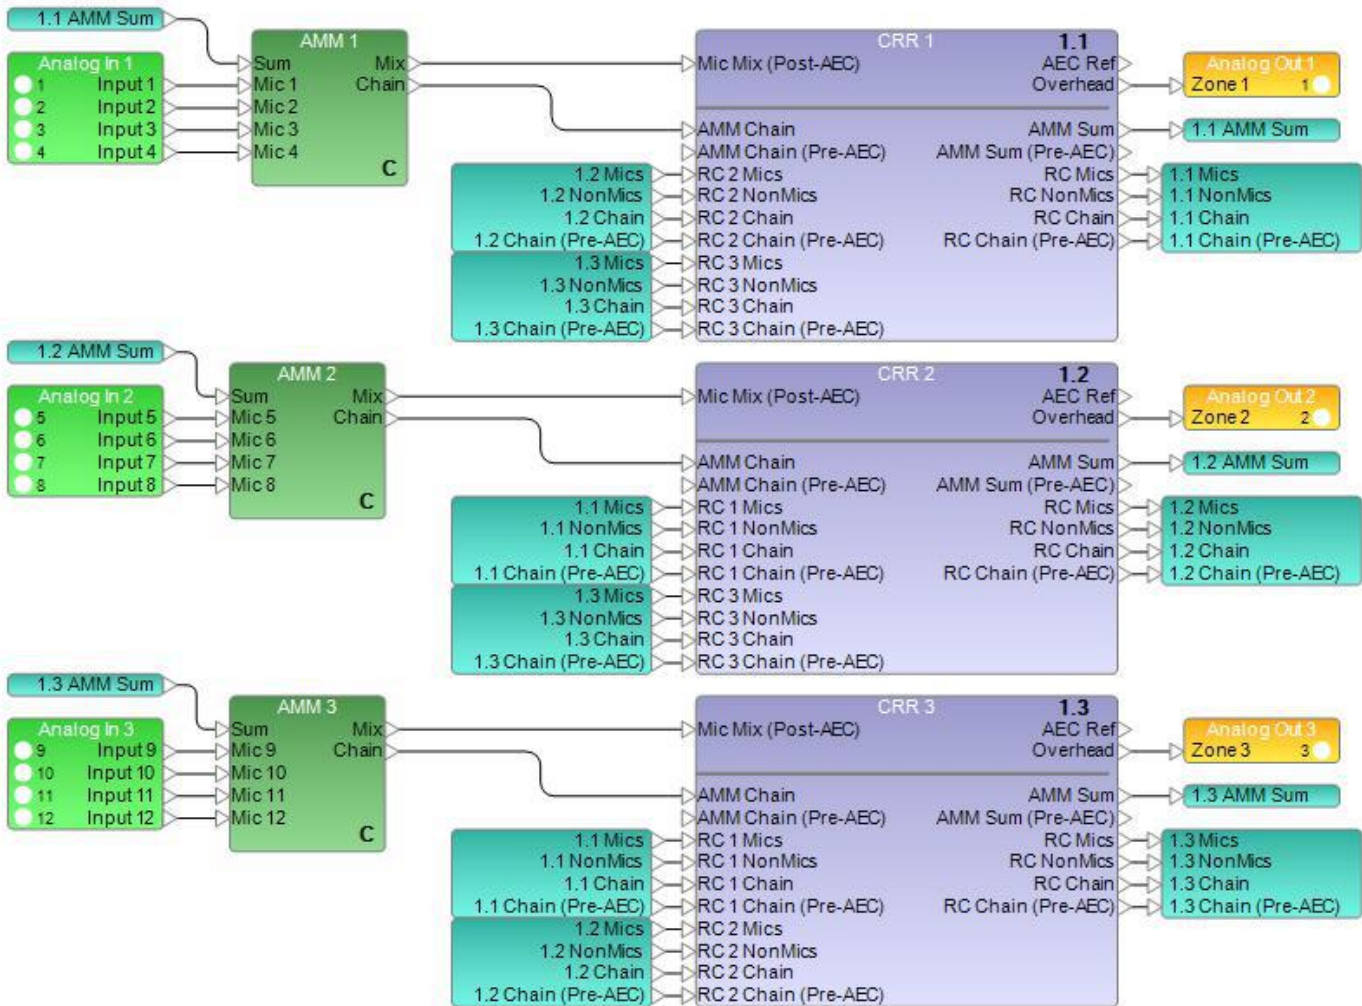 1.1 AMM Sum
Analog In 1
1 Input 1
2 Input 2
3 Input 3
4 Input 4
AMM 1
Sum Mix
Mic 1 Chain
Mic 2
Mic 3
Mic 4
C
CRR 1 1.1
Mic Mix (Post-AEC) AEC Ref
Overhead
AMM Chain AMM Sum
AMM Chain (Pre-AEC) AMM Sum (Pre-AEC)
RC 2 Mics RC Mics
RC 2 NonMics RC NonMics
RC 2 Chain RC Chain
RC 2 Chain (Pre-AEC) RC Chain (Pre-AEC)
RC 3 Mics
RC 3 NonMics
RC 3 Chain
RC 3 Chain (Pre-AEC)
1.2 Mics
1.2 NonMics
1.2 Chain
1.2 Chain (Pre-AEC)
1.3 Mics
1.3 NonMics
1.3 Chain
1.3 Chain (Pre-AEC)
Analog Out 1
Zone 1 1
1.1 AMM Sum
1.1 Mics
1.1 NonMics
1.1 Chain
1.1 Chain (Pre-AEC)
1.2 AMM Sum
Analog In 2
5 Input 5
6 Input 6
7 Input 7
8 Input 8
AMM 2
Sum Mix
Mic 5 Chain
Mic 6
Mic 7
Mic 8
C
CRR 2 1.2
Mic Mix (Post-AEC) AEC Ref
Overhead
AMM Chain AMM Sum
AMM Chain (Pre-AEC) AMM Sum (Pre-AEC)
RC 1 Mics RC Mics
RC 1 NonMics RC NonMics
RC 1 Chain RC Chain
RC 1 Chain (Pre-AEC) RC Chain (Pre-AEC)
RC 3 Mics
RC 3 NonMics
RC 3 Chain
RC 3 Chain (Pre-AEC)
1.1 Mics
1.1 NonMics
1.1 Chain
1.1 Chain (Pre-AEC)
1.3 Mics
1.3 NonMics
1.3 Chain
1.3 Chain (Pre-AEC)
Analog Out 2
Zone 2 2
1.2 AMM Sum
1.2 Mics
1.2 NonMics
1.2 Chain
1.2 Chain (Pre-AEC)
1.3 AMM Sum
Analog In 3
9 Input 9
10 Input 10
11 Input 11
12 Input 12
AMM 3
Sum Mix
Mic 9 Chain
Mic 10
Mic 11
Mic 12
C
CRR 3 1.3
Mic Mix (Post-AEC) AEC Ref
Overhead
AMM Chain AMM Sum
AMM Chain (Pre-AEC) AMM Sum (Pre-AEC)
RC 1 Mics RC Mics
RC 1 NonMics RC NonMics
RC 1 Chain RC Chain
RC 1 Chain (Pre-AEC) RC Chain (Pre-AEC)
RC 2 Mics
RC 2 NonMics
RC 2 Chain
RC 2 Chain (Pre-AEC)
1.1 Mics
1.1 NonMics
1.1 Chain
1.1 Chain (Pre-AEC)
1.2 Mics
1.2 NonMics
1.2 Chain
1.2 Chain (Pre-AEC)
Analog Out 3
Zone 3 3
1.3 AMM Sum
1.3 Mics
1.3 NonMics
1.3 Chain
1.3 Chain (Pre-AEC)